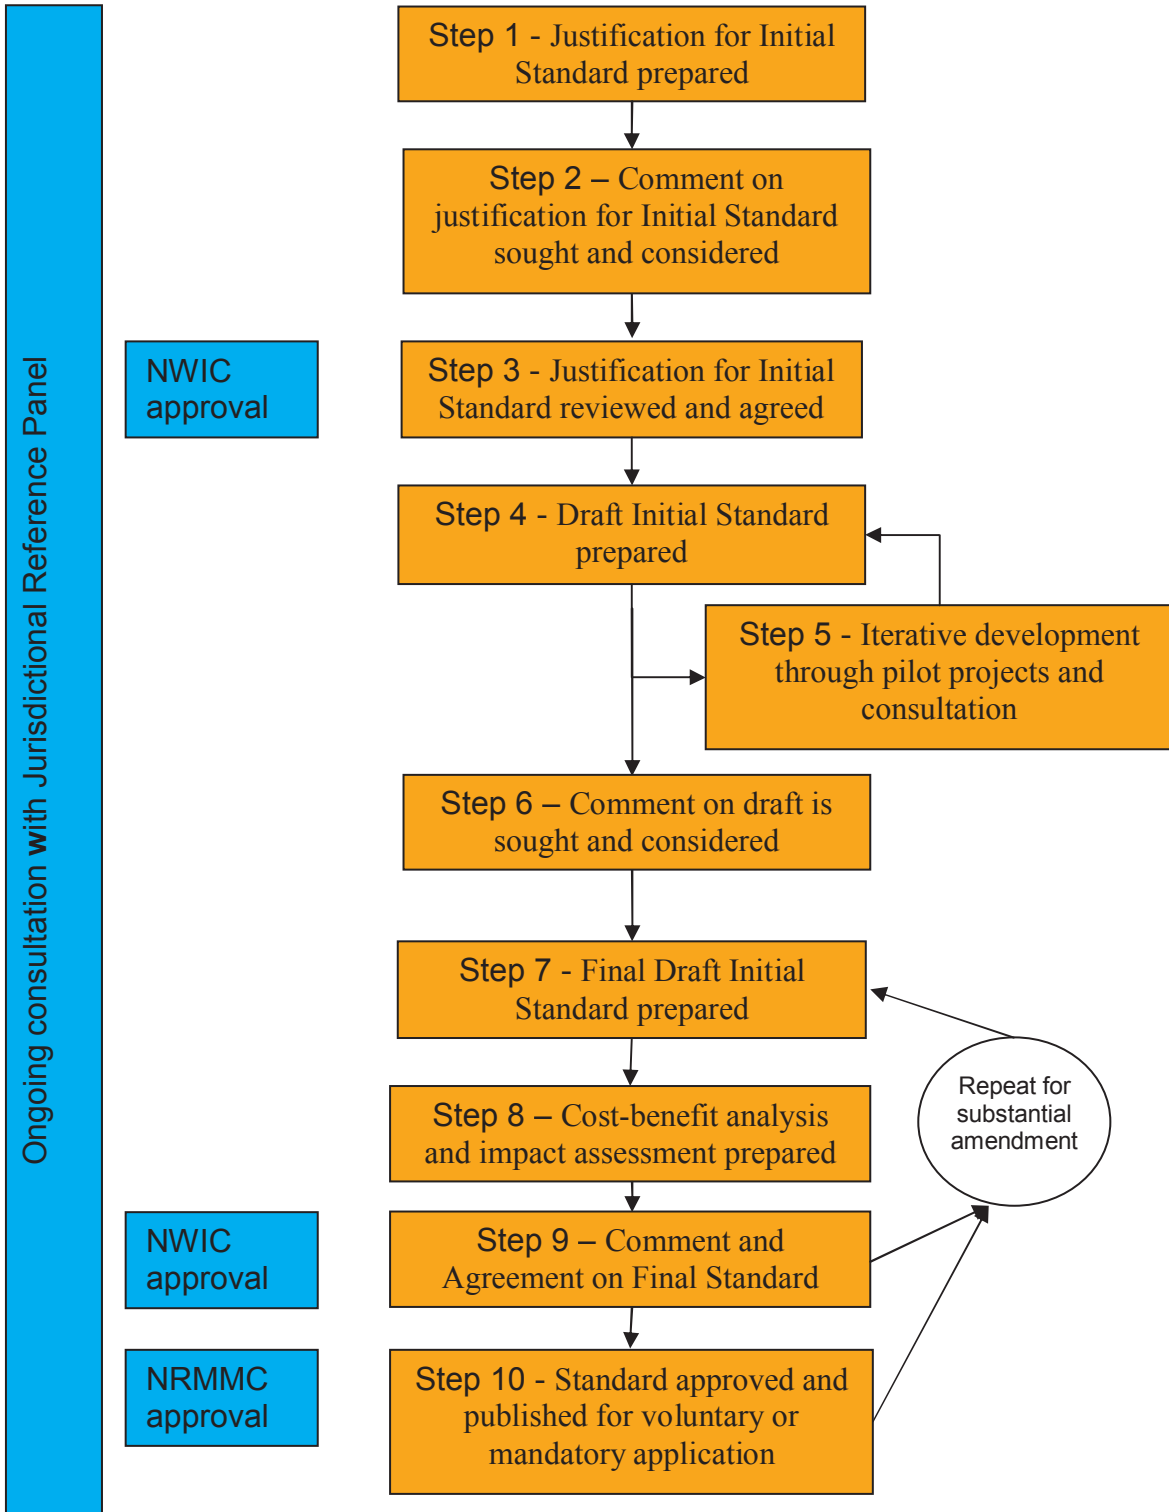 Ongoing consultation with Jurisdictional Reference Panel
Step 1 - Justification for Initial
Standard prepared
Step 2 – Comment on
justification for Initial Standard
sought and considered
NWIC
approval
Step 3 - Justification for Initial
Standard reviewed and agreed
Step 4 - Draft Initial Standard
prepared
Step 5 - Iterative development
through pilot projects and
consultation
Step 6 – Comment on draft is
sought and considered
Step 7 - Final Draft Initial
Standard prepared
Repeat for
substantial
amendment
Step 8 – Cost-benefit analysis
and impact assessment prepared
NWIC
approval
Step 9 – Comment and
Agreement on Final Standard
NRMMC
approval
Step 10 - Standard approved and
published for voluntary or
mandatory application